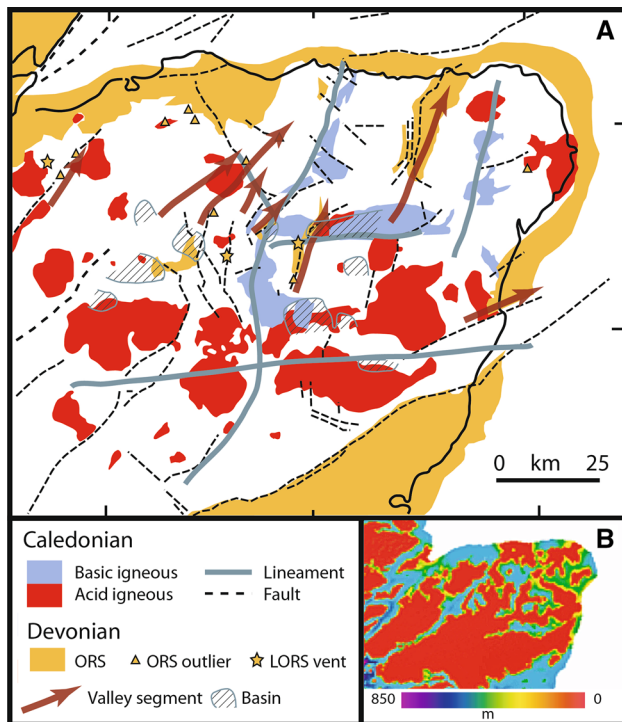 A
0 km 25
Caledonian
Basic igneous
Lineament
Acid igneous
Fault
Devonian
ORS
ORS outlier
LORS vent
Valley segment
Basin
B
850
0
m